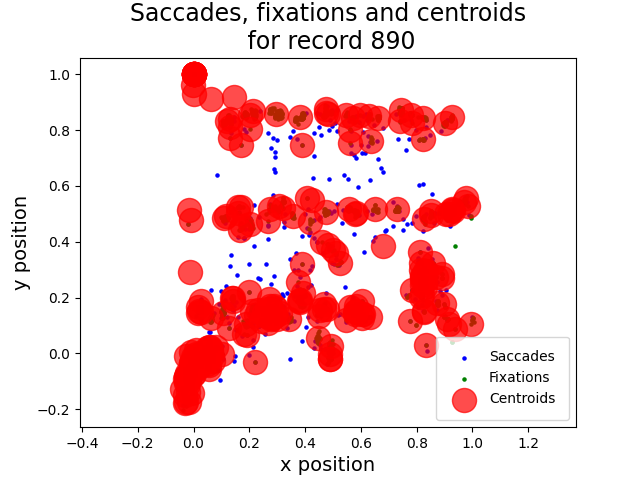 Saccades, fixations and centroids
for record 890
y position
1.0
0.8
0.6
0.4
0.2
0.0
−0.2
−0.4
−0.2
0.0
0.2
0.4
0.6
0.8
1.0
1.2
x position
Saccades
Fixations
Centroids